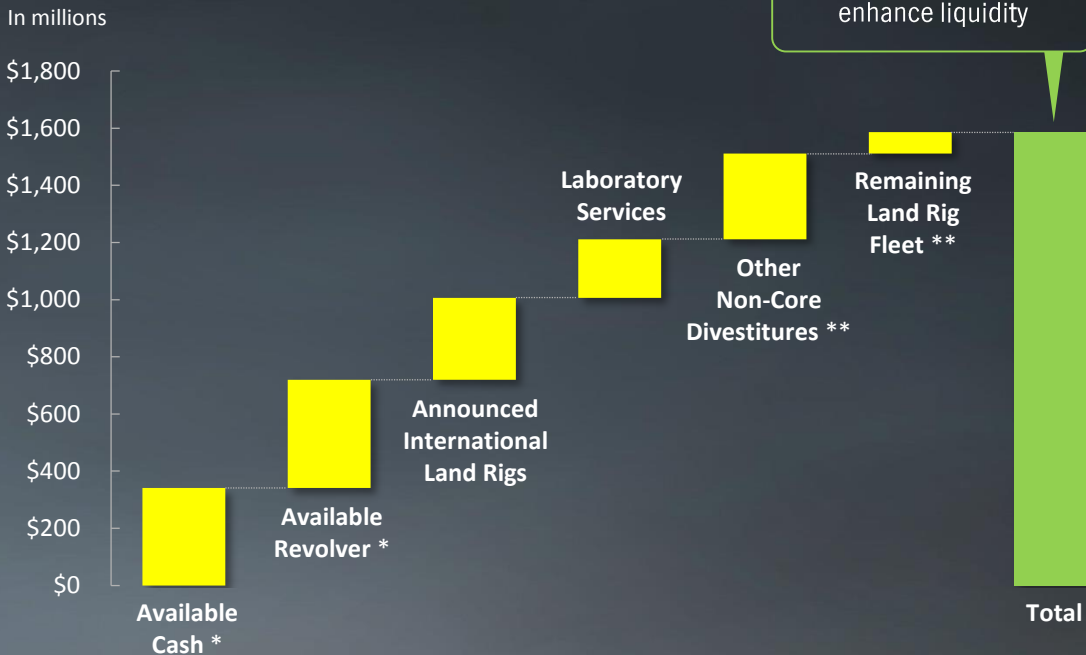 In millions
enhance liquidity
$1,800
$1,600
$1,400
$1,200
$1,000
$800
$600
$400
$200
$0
Available
Cash *
Available
Revolver *
Announced
International
Land Rigs
Laboratory
Services
Other
Non-Core
Divestitures **
Remaining
Land Rig
Fleet **
Total